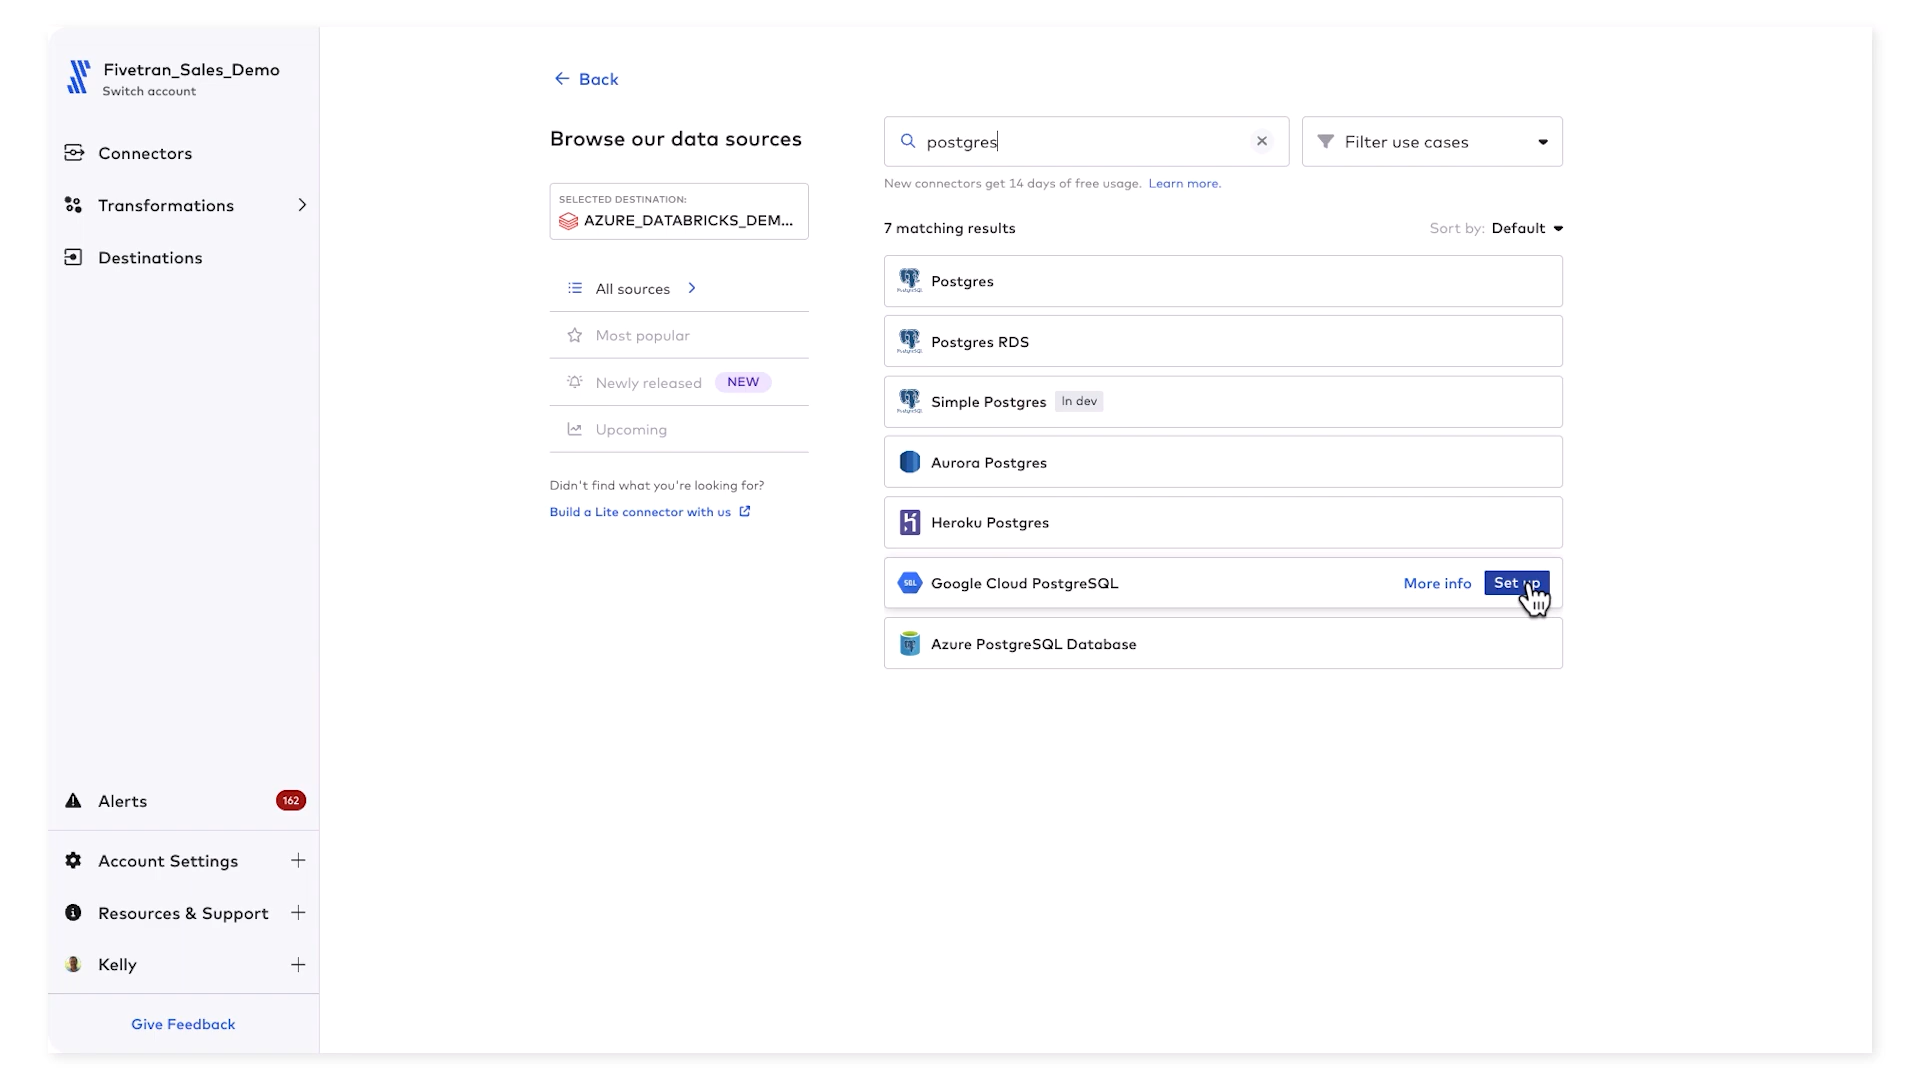 Fivetran_Sales_Demo
Switch account
Connectors
Transformations
Destinations
Alerts
162
Account Settings
Resources & Support
Kelly
Give Feedback
Back
Browse our data sources
SELECTED DESTINATION:
AZURE_DATABRICKS_DEM...
All sources
Most popular
Newly released NEW
Upcoming
Didn't find what you're looking for?
Build a Lite connector with us
postgres
Filter use cases
New connectors get 14 days of free usage. Learn more.
7 matching results
Sort by: Default
Postgres
Postgres RDS
Simple Postgres In dev
Aurora Postgres
Heroku Postgres
SQL Google Cloud PostgreSQL More info Set up
Azure PostgreSQL Database